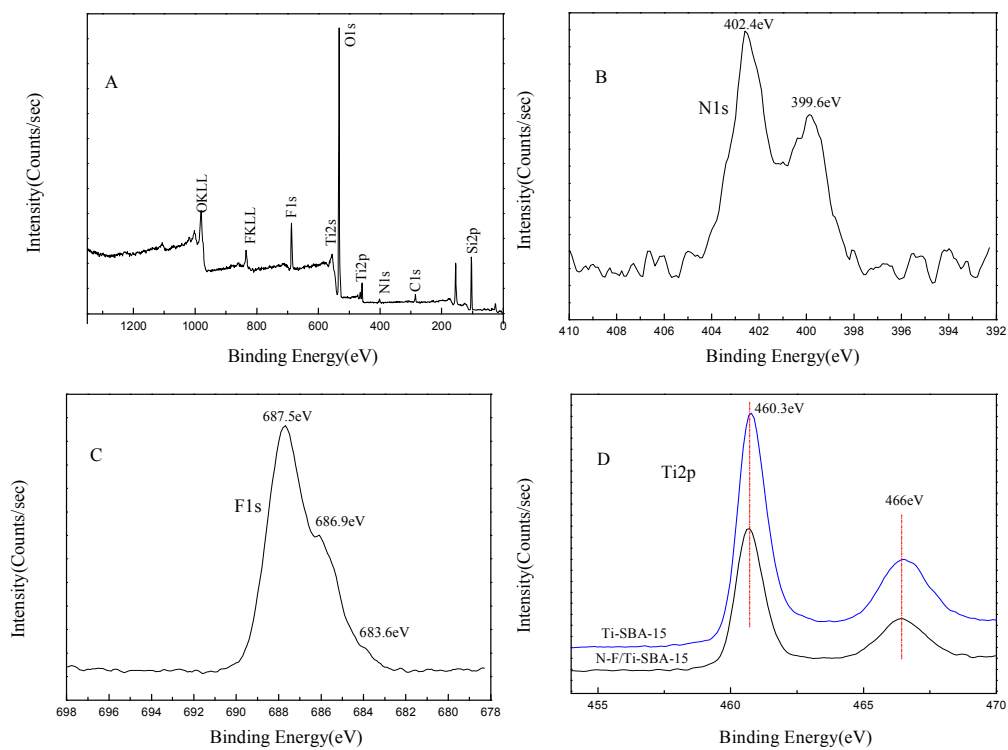 A
Intensity(Counts/sec)
OKLL
FKLL
F1s
Ti2s
O1s
Ti2p
N1s
C1s
Si2p
1200 1000 800 600 400 200 0
Binding Energy(eV)
B
Intensity(Counts/sec)
402.4eV
N1s
399.6eV
410 408 406 404 402 400 398 396 394 392
Binding Energy(eV)
C
Intensity(Counts/sec)
687.5eV
F1s
686.9eV
683.6eV
698 696 694 692 690 688 686 684 682 680 678
Binding Energy(eV)
D
Intensity(Counts/sec)
460.3eV
Ti2p
466eV
Ti-SBA-15
N-F/Ti-SBA-15
455 460 465 470
Binding Energy(eV)